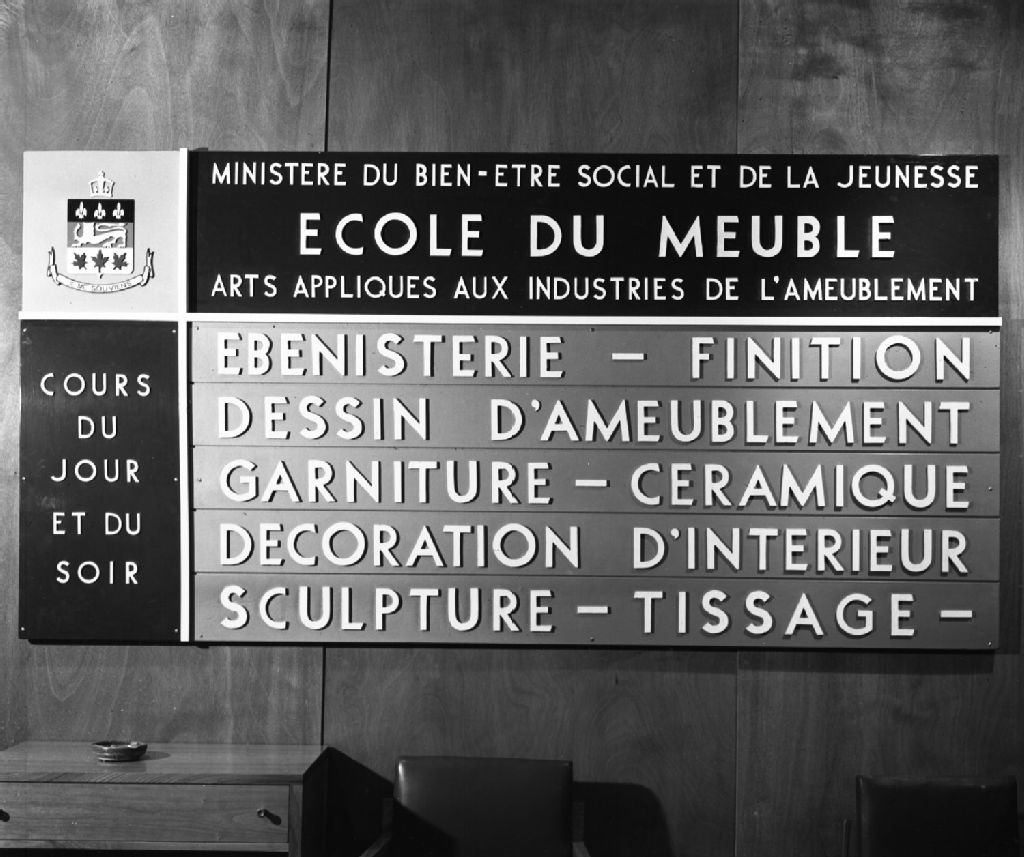 MINISTERE DU BIEN-ETRE SOCIAL ET DE LA JEUNESSE
ECOLE DU MEUBLE
ARTS APPLIQUES AUX INDUSTRIES DE L'AMEUBLEMENT
COURS
DU
JOUR
ET DU
SOIR
EBENISTERIE – FINITION
DESSIN D'AMEUBLEMENT
GARNITURE – CERAMIQUE
DECORATION D'INTERIEUR
SCULPTURE – TISSAGE –